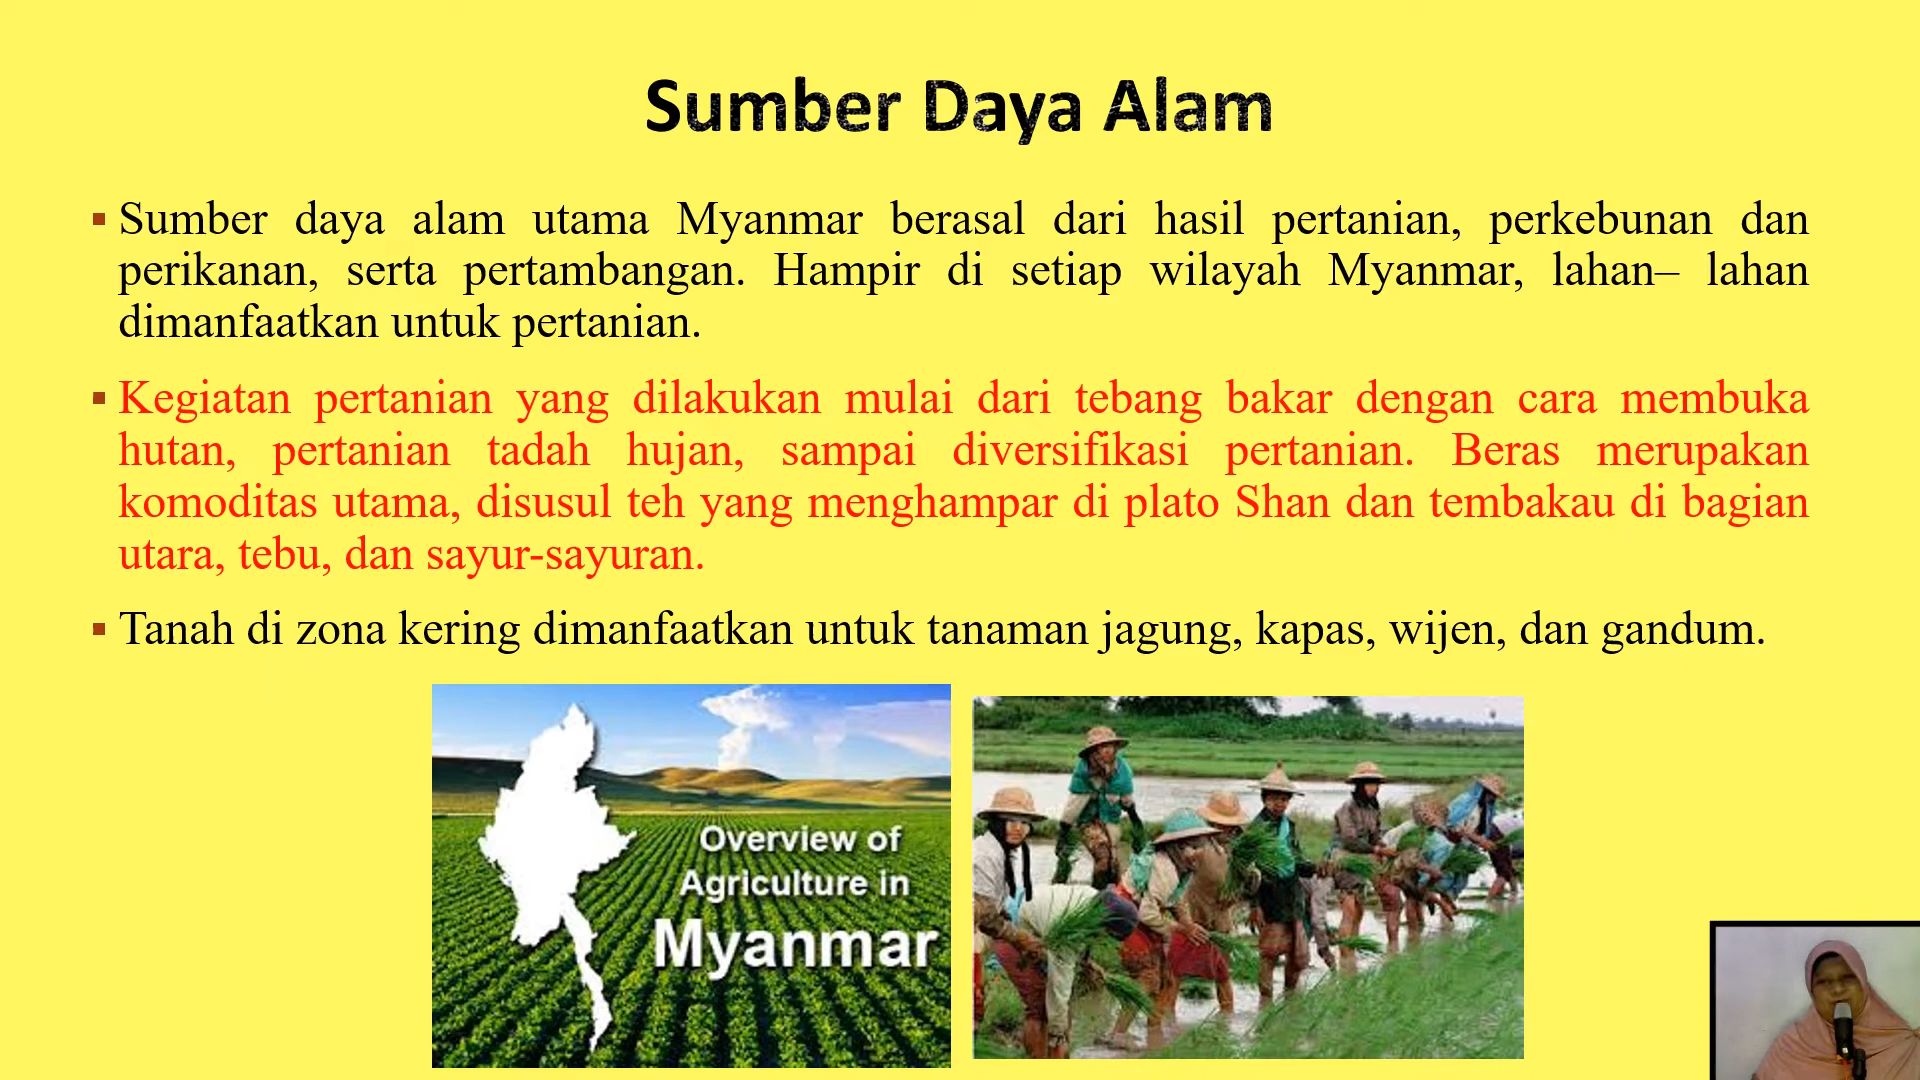 Sumber Daya Alam
Sumber daya alam utama Myanmar berasal dari hasil pertanian, perkebunan dan
perikanan, serta pertambangan. Hampir di setiap wilayah Myanmar, lahan– lahan
dimanfaatkan untuk pertanian.
Kegiatan pertanian yang dilakukan mulai dari tebang bakar dengan cara membuka
hutan, pertanian tadah hujan, sampai diversifikasi pertanian. Beras merupakan
komoditas utama, disusul teh yang menghampar di plato Shan dan tembakau di bagian
utara, tebu, dan sayur-sayuran.
Tanah di zona kering dimanfaatkan untuk tanaman jagung, kapas, wijen, dan gandum.
Overview of
Agriculture in
Myanmar